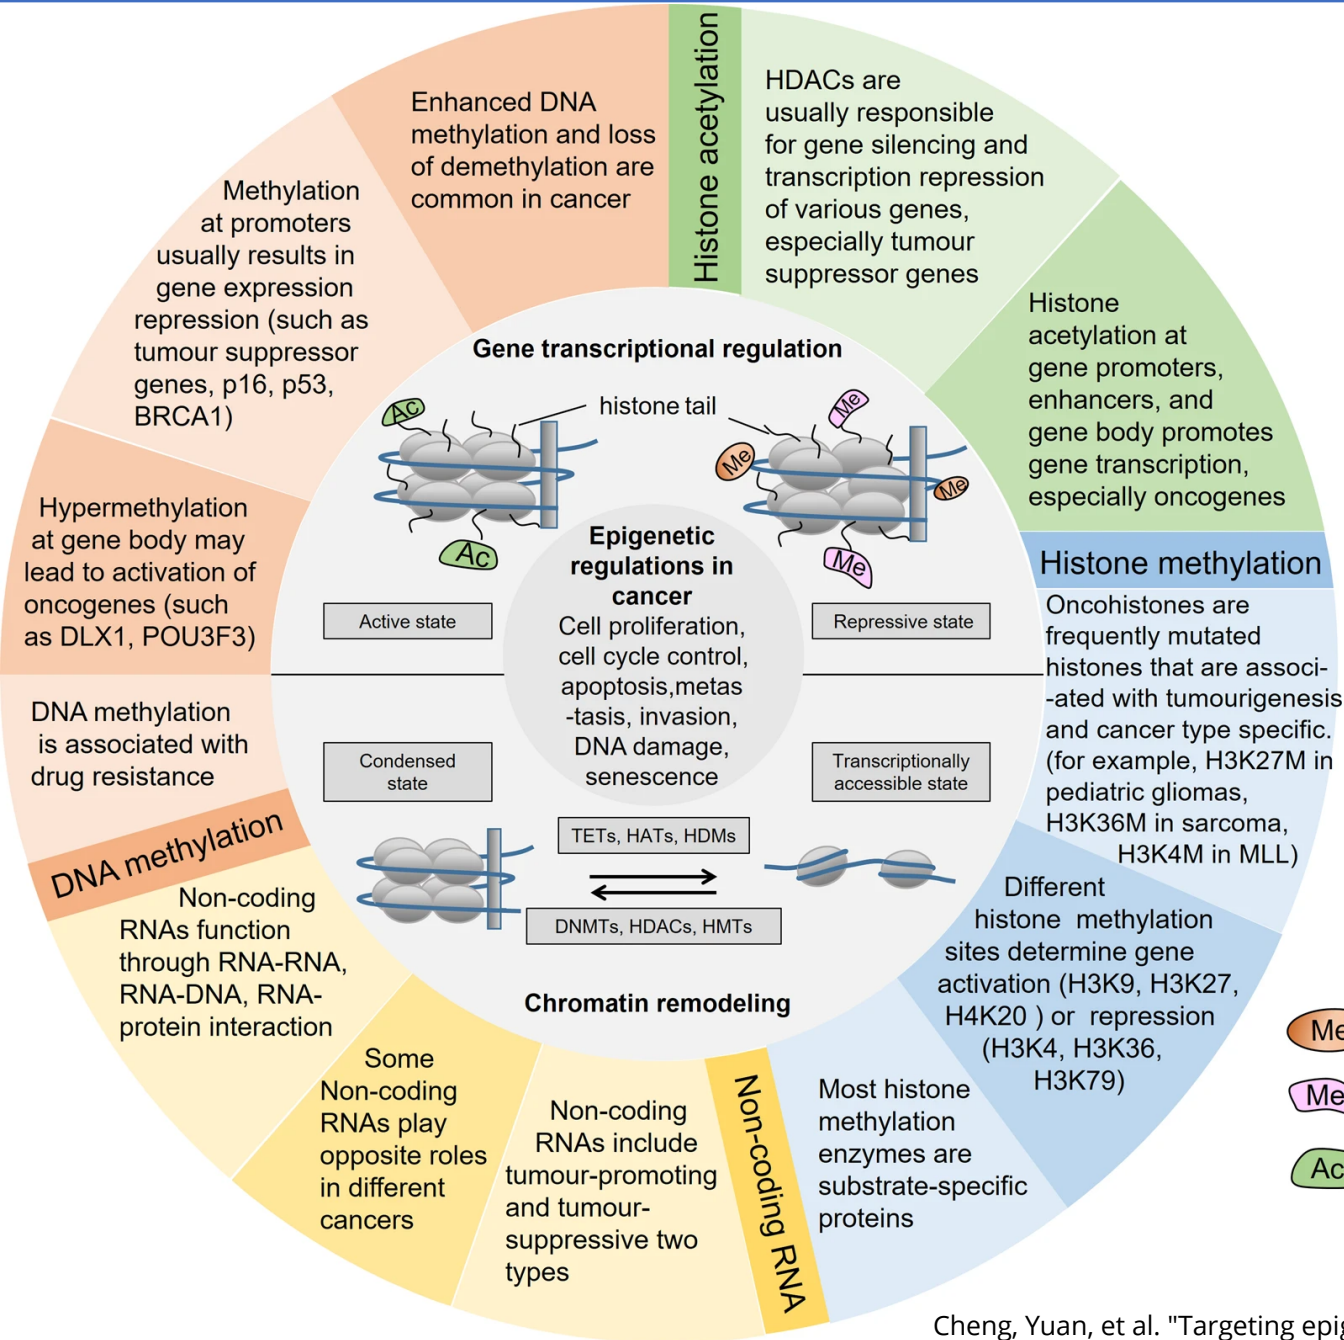 Histone acetylation
HDACs are
usually responsible
for gene silencing and
transcription repression
of various genes,
especially tumour
suppressor genes
Histone
acetylation at
gene promoters,
enhancers, and
gene body promotes
gene transcription,
especially oncogenes
Histone methylation
Oncohistones are
frequently mutated
histones that are associ-
-ated with tumourigenesis
and cancer type specific.
(for example, H3K27M in
pediatric gliomas,
H3K36M in sarcoma,
H3K4M in MLL)
Different
histone methylation
sites determine gene
activation (H3K9, H3K27,
H4K20 ) or repression
(H3K4, H3K36,
H3K79)
Most histone
methylation
enzymes are
substrate-specific
proteins
Non-coding RNA
Non-coding
RNAs include
tumour-promoting
and tumour-
suppressive two
types
Some
Non-coding
RNAs play
opposite roles
in different
cancers
Non-coding
RNAs function
through RNA-RNA,
RNA-DNA, RNA-
protein interaction
DNA methylation
DNA methylation
is associated with
drug resistance
Hypermethylation
at gene body may
lead to activation of
oncogenes (such
as DLX1, POU3F3)
Methylation
at promoters
usually results in
gene expression
repression (such as
tumour suppressor
genes, p16, p53,
BRCA1)
Enhanced DNA
methylation and loss
of demethylation are
common in cancer
Gene transcriptional regulation
histone tail
Ac
Ac
Me
Me
Me
Me
Active state
Repressive state
Epigenetic
regulations in
cancer
Cell proliferation,
cell cycle control,
apoptosis,metas
-tasis, invasion,
DNA damage,
senescence
Condensed
state
Transcriptionally
accessible state
TETs, HATs, HDMs
DNMTs, HDACs, HMTs
Chromatin remodeling
Me
Me
Ac
Cheng, Yuan, et al. "Targeting epig